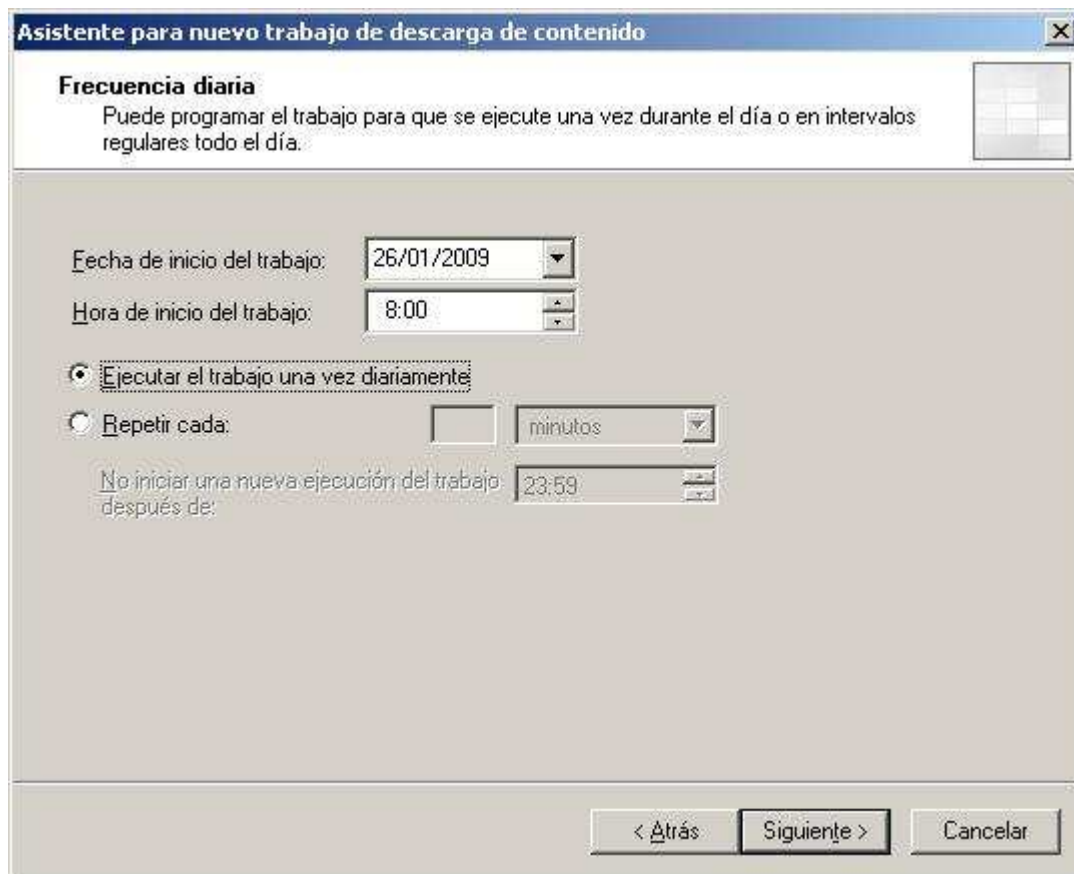 Asistente para nuevo trabajo de descarga de contenido
Frecuencia diaria
Puede programar el trabajo para que se ejecute una vez durante el día o en intervalos
regulares todo el día.
Fecha de inicio del trabajo: 26/01/2009
Hora de inicio del trabajo: 8:00
Ejecutar el trabajo una vez diariamente
Repetir cada: minutos
No iniciar una nueva ejecución del trabajo 23:59
después de:
< Atrás Siguiente > Cancelar